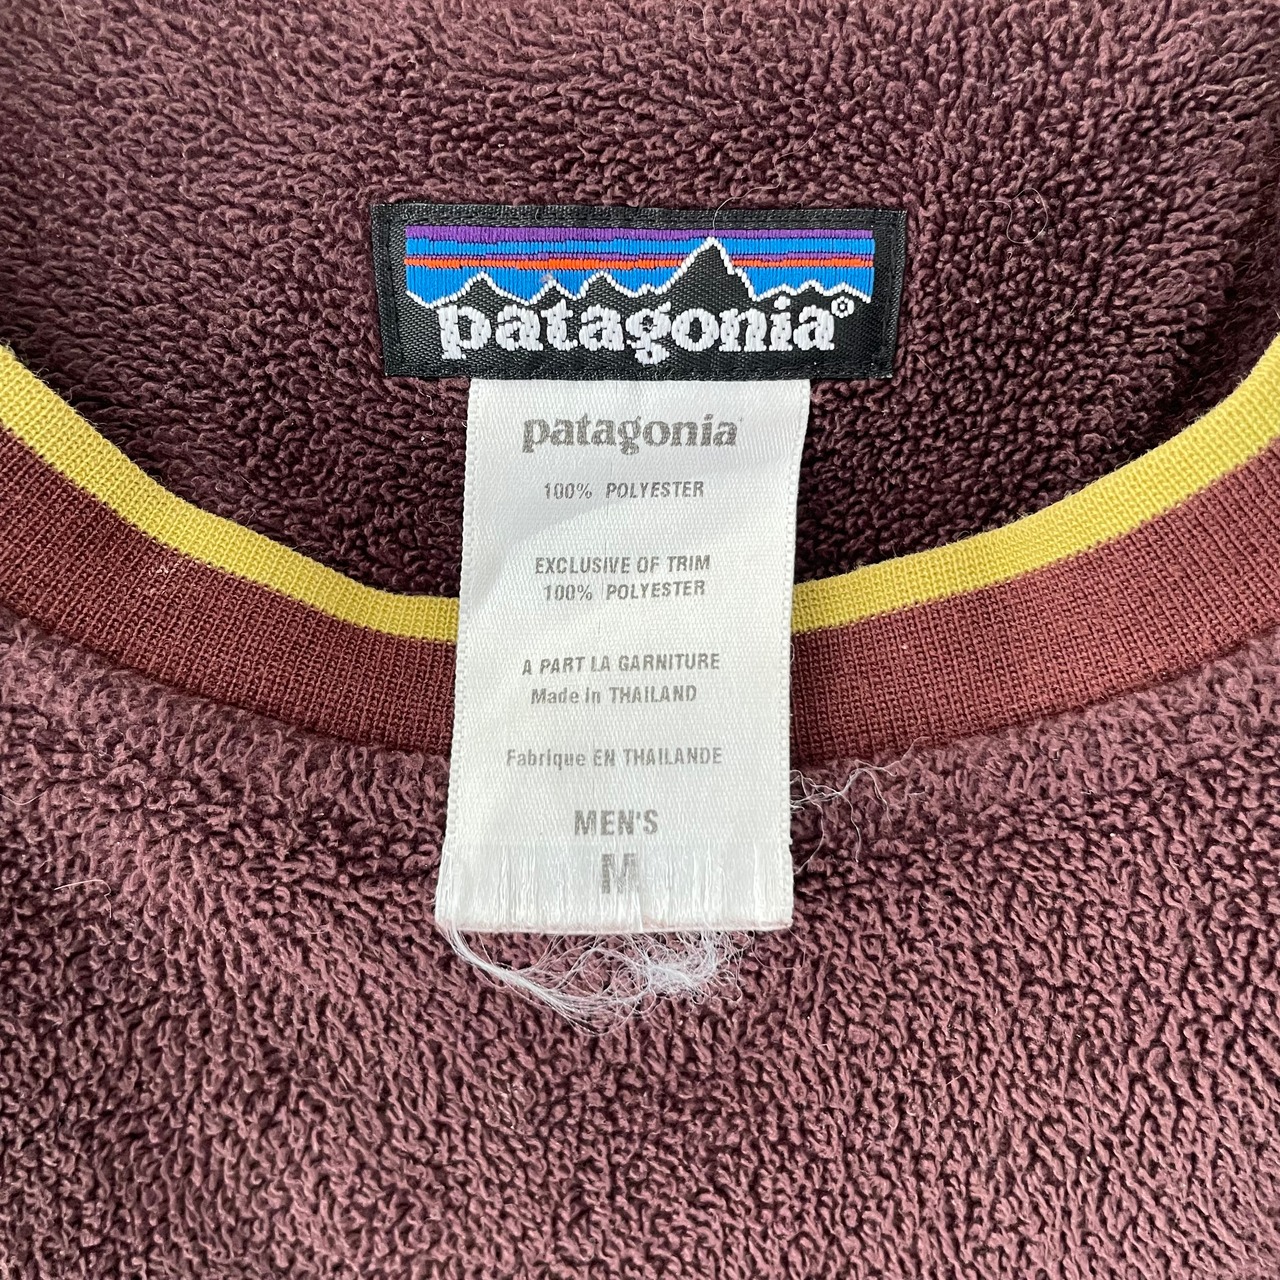 patagonia®
patagonia
100% POLYESTER
EXCLUSIVE OF TRIM
100% POLYESTER
A PART LA GARNITURE
Made in THAILAND
Fabrique EN THAILANDE
MEN'S
M